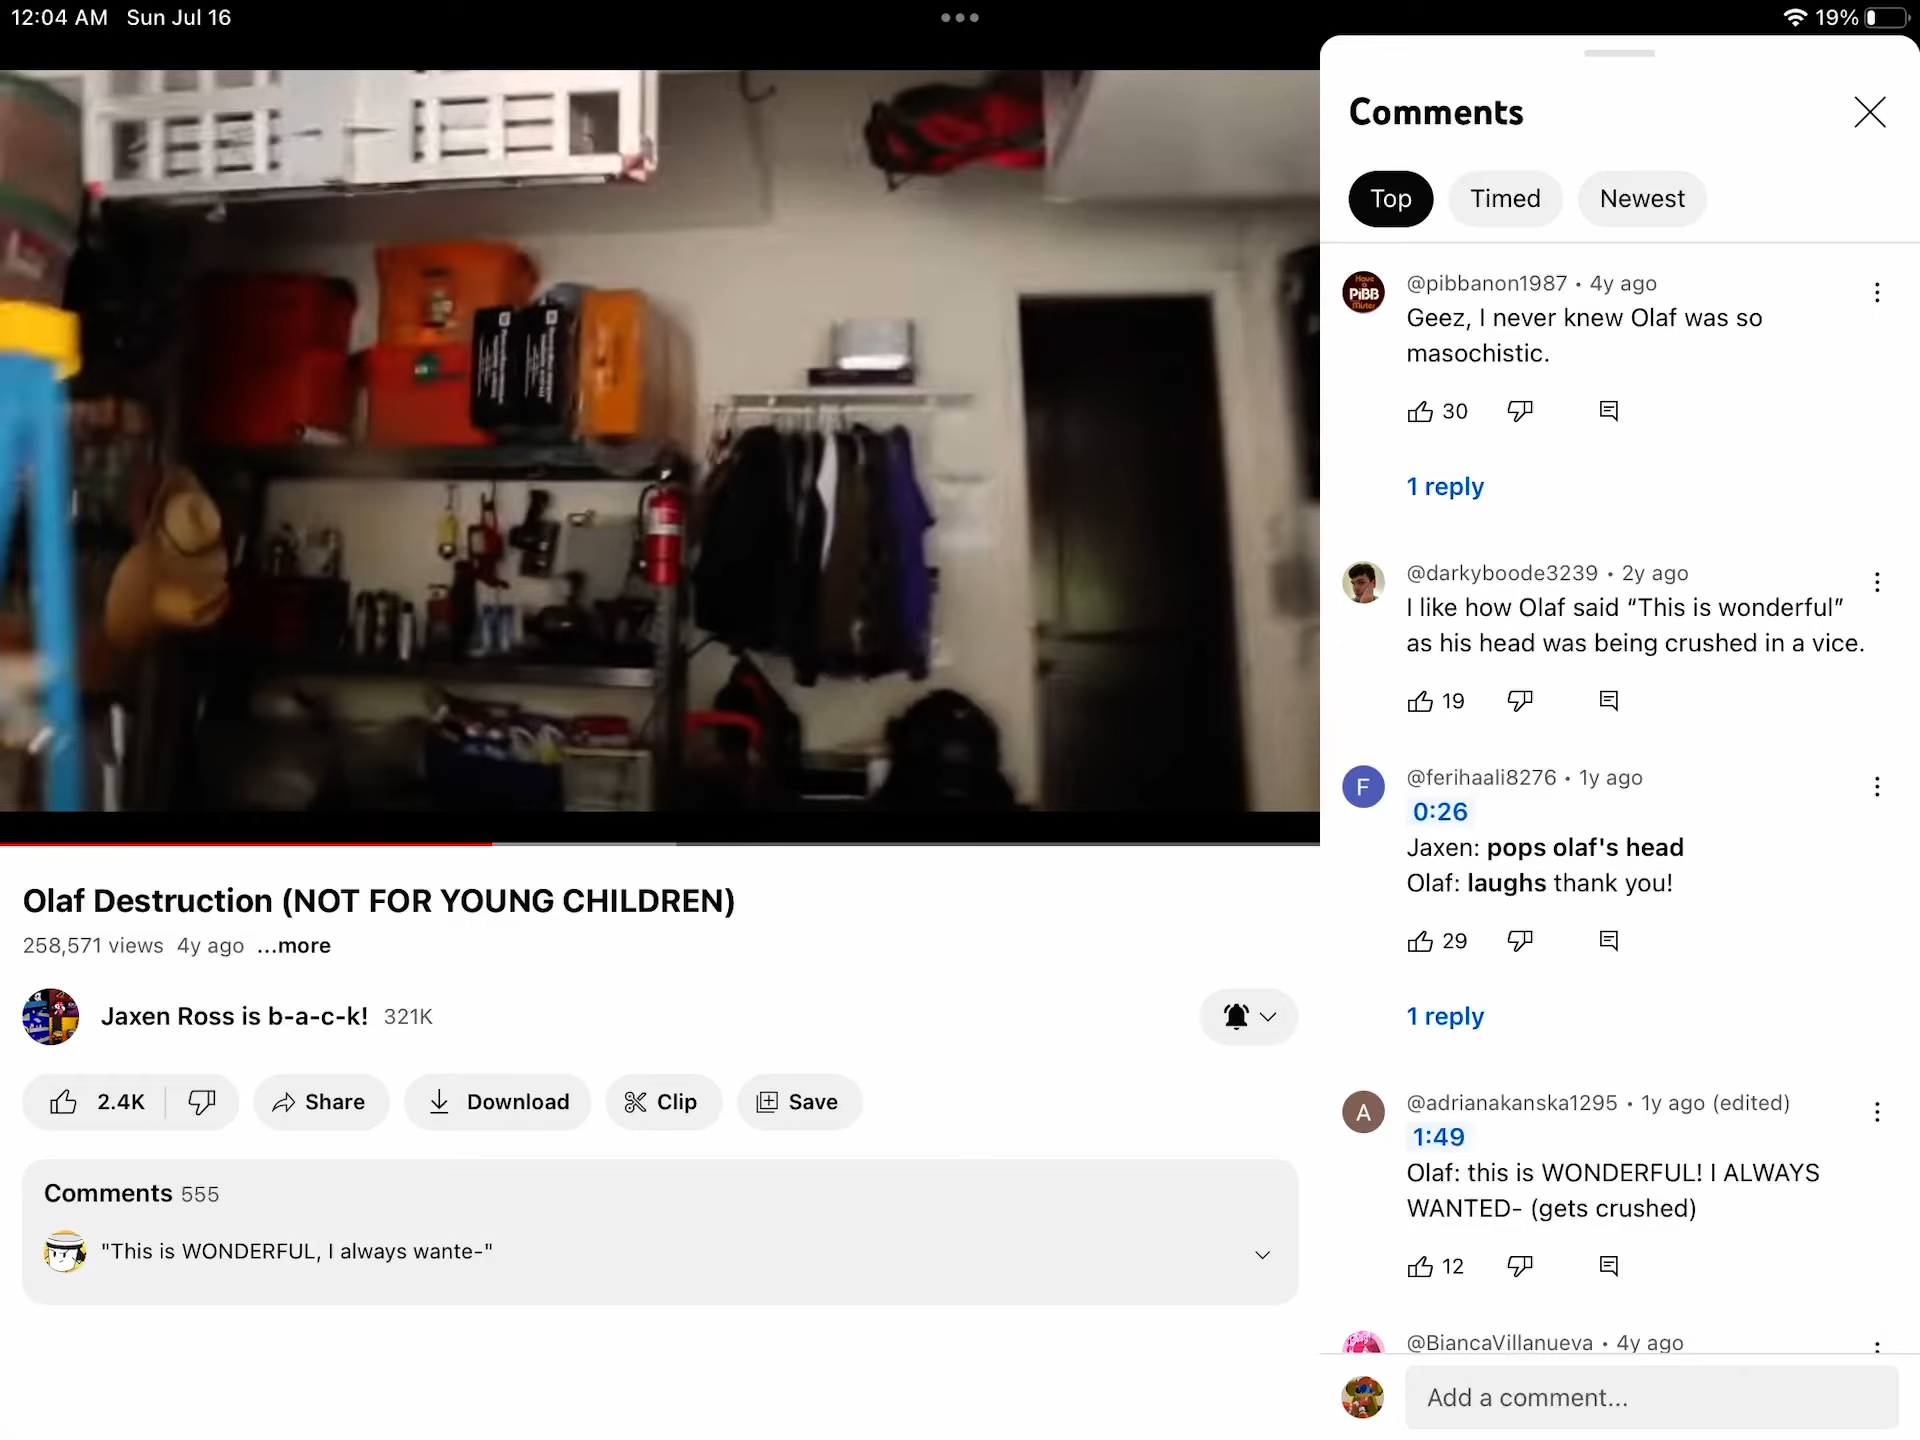 12:04 AM Sun Jul 16
19%
Olaf Destruction (NOT FOR YOUNG CHILDREN)
258,571 views 4y ago ...more
Jaxen Ross is b-a-c-k! 321K
2.4K
Share
Download
Clip
Save
Comments 555
"This is WONDERFUL, I always wante-"
Comments
Top
Timed
Newest
Have a
PiBB
Mister
@pibbanon1987 • 4y ago
Geez, I never knew Olaf was so
masochistic.
30
1 reply
@darkyboode3239 • 2y ago
I like how Olaf said “This is wonderful”
as his head was being crushed in a vice.
19
F
@ferihaali8276 • 1y ago
0:26
Jaxen: pops olaf's head
Olaf: laughs thank you!
29
1 reply
A
@adrianakanska1295 • 1y ago (edited)
1:49
Olaf: this is WONDERFUL! I ALWAYS
WANTED- (gets crushed)
12
@BiancaVillanueva • 4y ago
Add a comment...